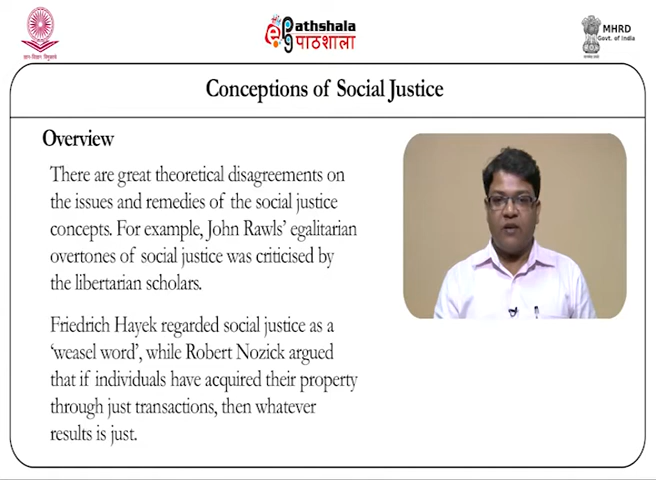 Pathshala
पाठशाला
MHRD
Govt. of India
Conceptions of Social Justice
Overview
There are great theoretical disagreements on
the issues and remedies of the social justice
concepts. For example, John Rawls' egalitarian
overtones of social justice was criticised by
the libertarian scholars.
Friedrich Hayek regarded social justice as a
'weasel word', while Robert Nozick argued
that if individuals have acquired their property
through just transactions, then whatever
results is just.